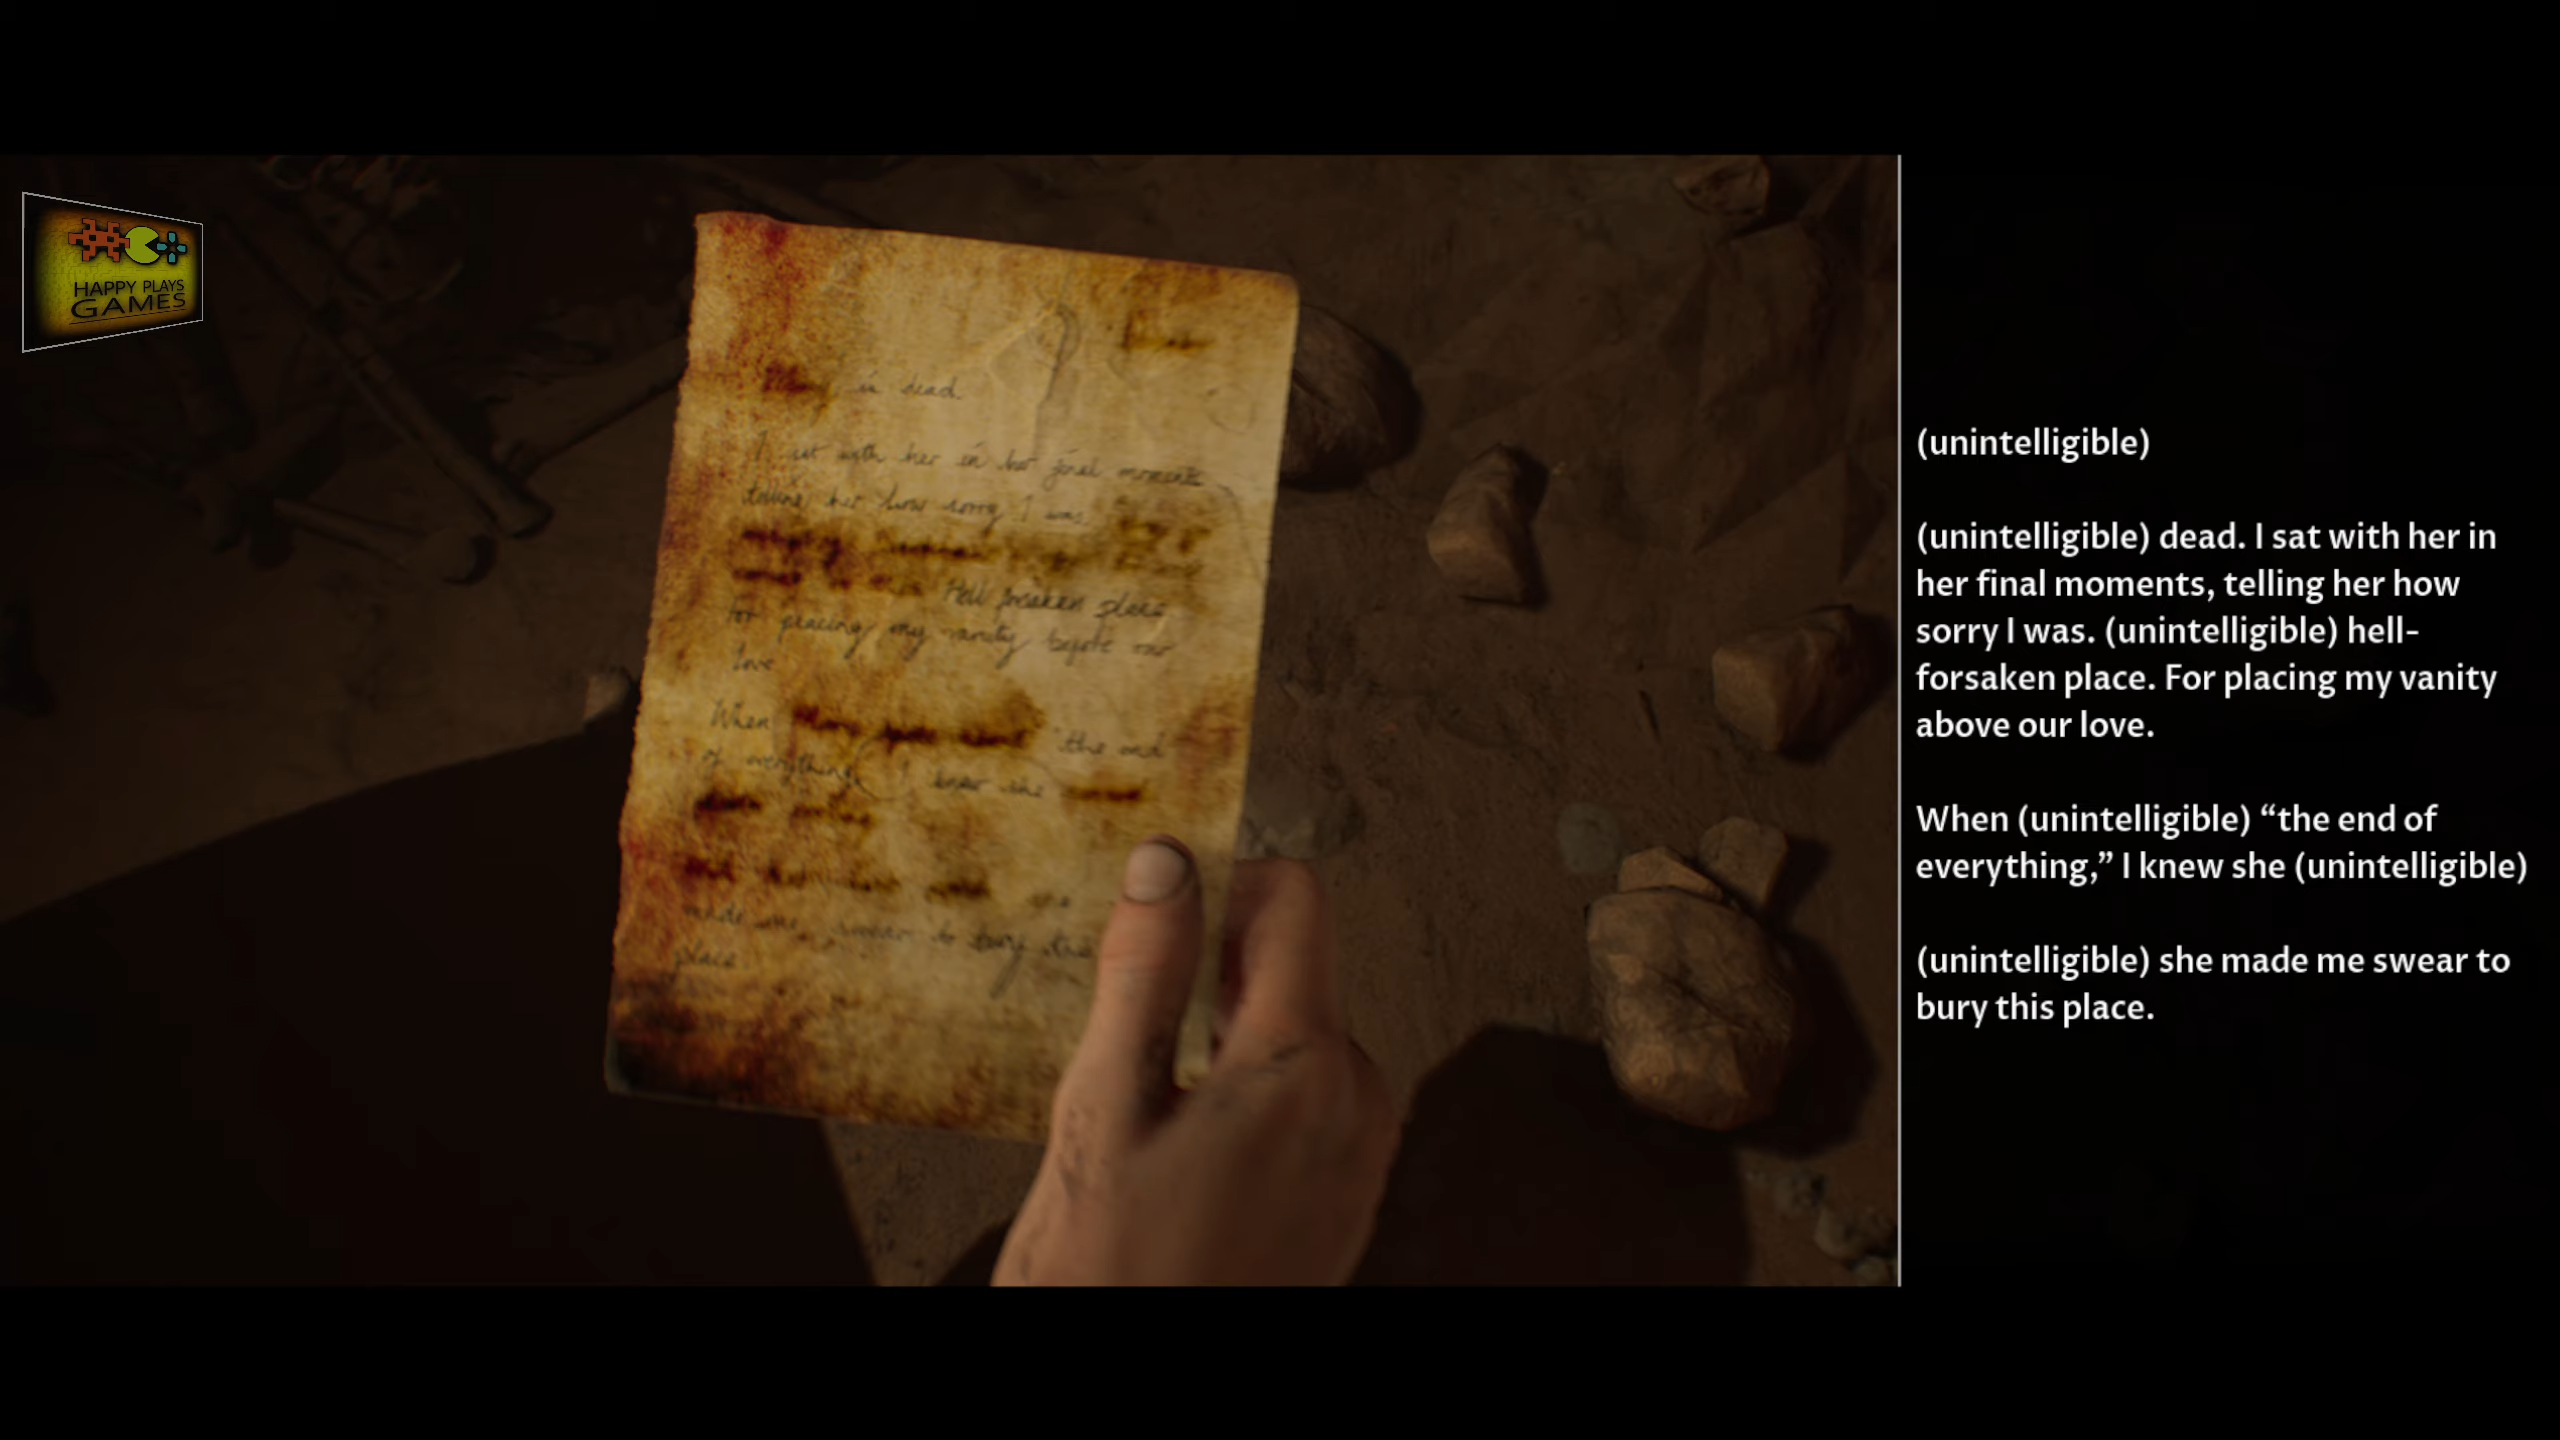 HAPPY PLAYS
GAMES
is dead.
I sat with her in her final moments
telling her how sorry I was
Hell forsaken place
for placing my vanity before our
love
When "the end
of everything, I knew she
she
made me swear to bury this
place
(unintelligible)
(unintelligible) dead. I sat with her in
her final moments, telling her how
sorry I was. (unintelligible) hell-
forsaken place. For placing my vanity
above our love.
When (unintelligible) “the end of
everything,” I knew she (unintelligible)
(unintelligible) she made me swear to
bury this place.